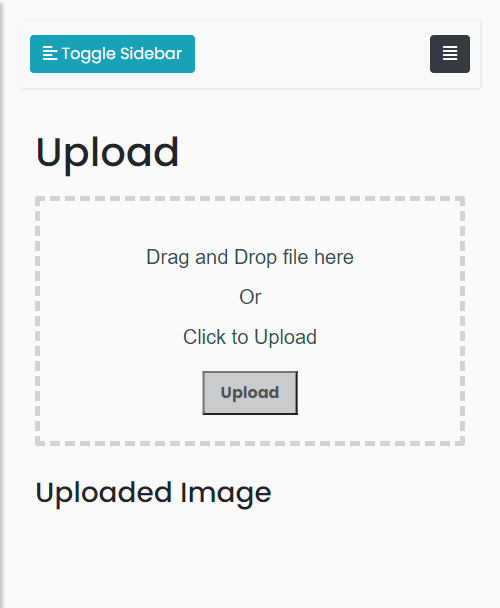 Toggle Sidebar
Upload
Drag and Drop file here
Or
Click to Upload
Upload
Uploaded Image